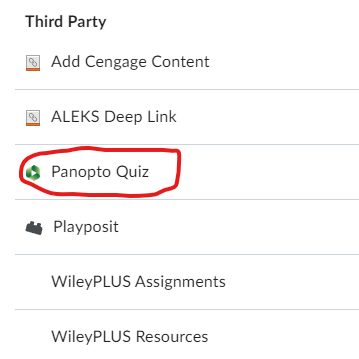 Third Party
Add Cengage Content
ALEKS Deep Link
Panopto Quiz
Playposit
WileyPLUS Assignments
WileyPLUS Resources